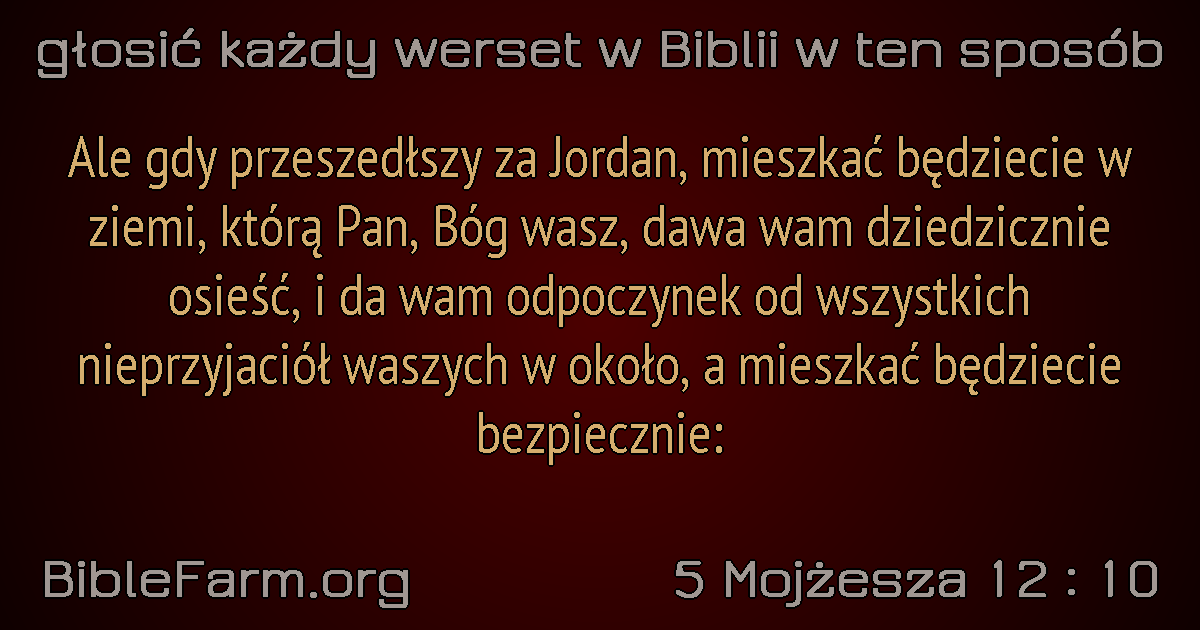 głosić każdy werset w Biblii w ten sposób
Ale gdy przeszedłszy za Jordan, mieszkać będziecie w
ziemi, którą Pan, Bóg wasz, dawa wam dziedzicznie
osieść, i da wam odpoczynek od wszystkich
nieprzyjaciół waszych w około, a mieszkać będziecie
bezpiecznie:
BibleFarm.org
5 Mojżesza 12 : 10